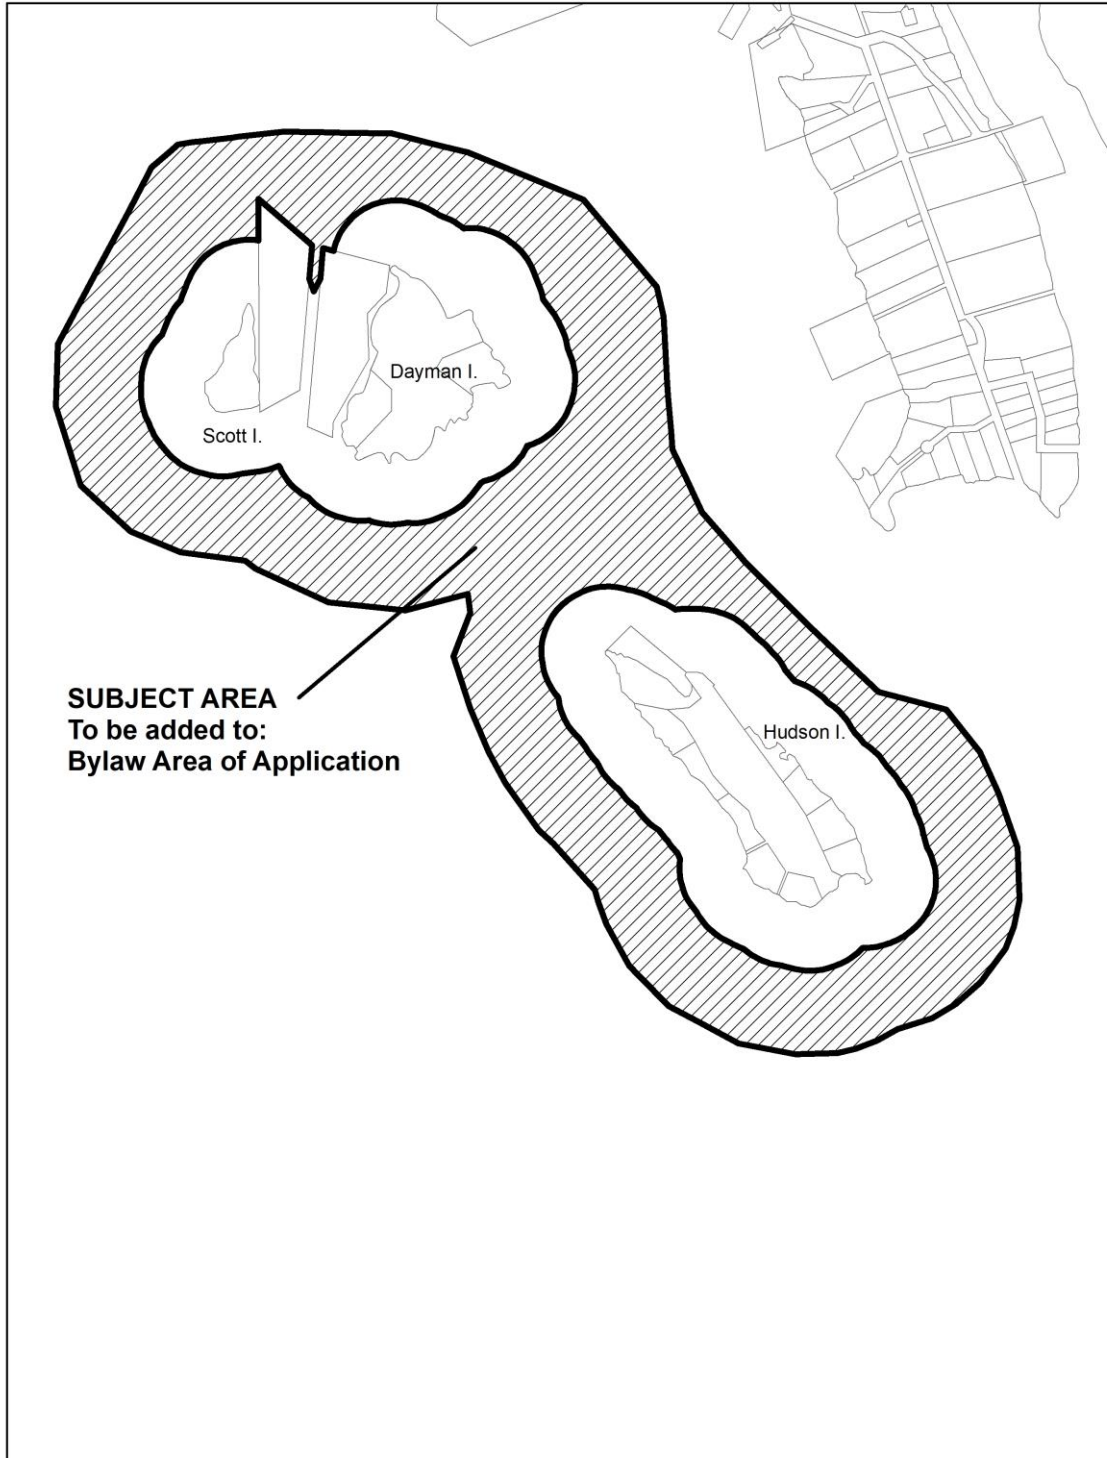 Dayman I.
Scott I.
SUBJECT AREA
To be added to:
Bylaw Area of Application
Hudson I.